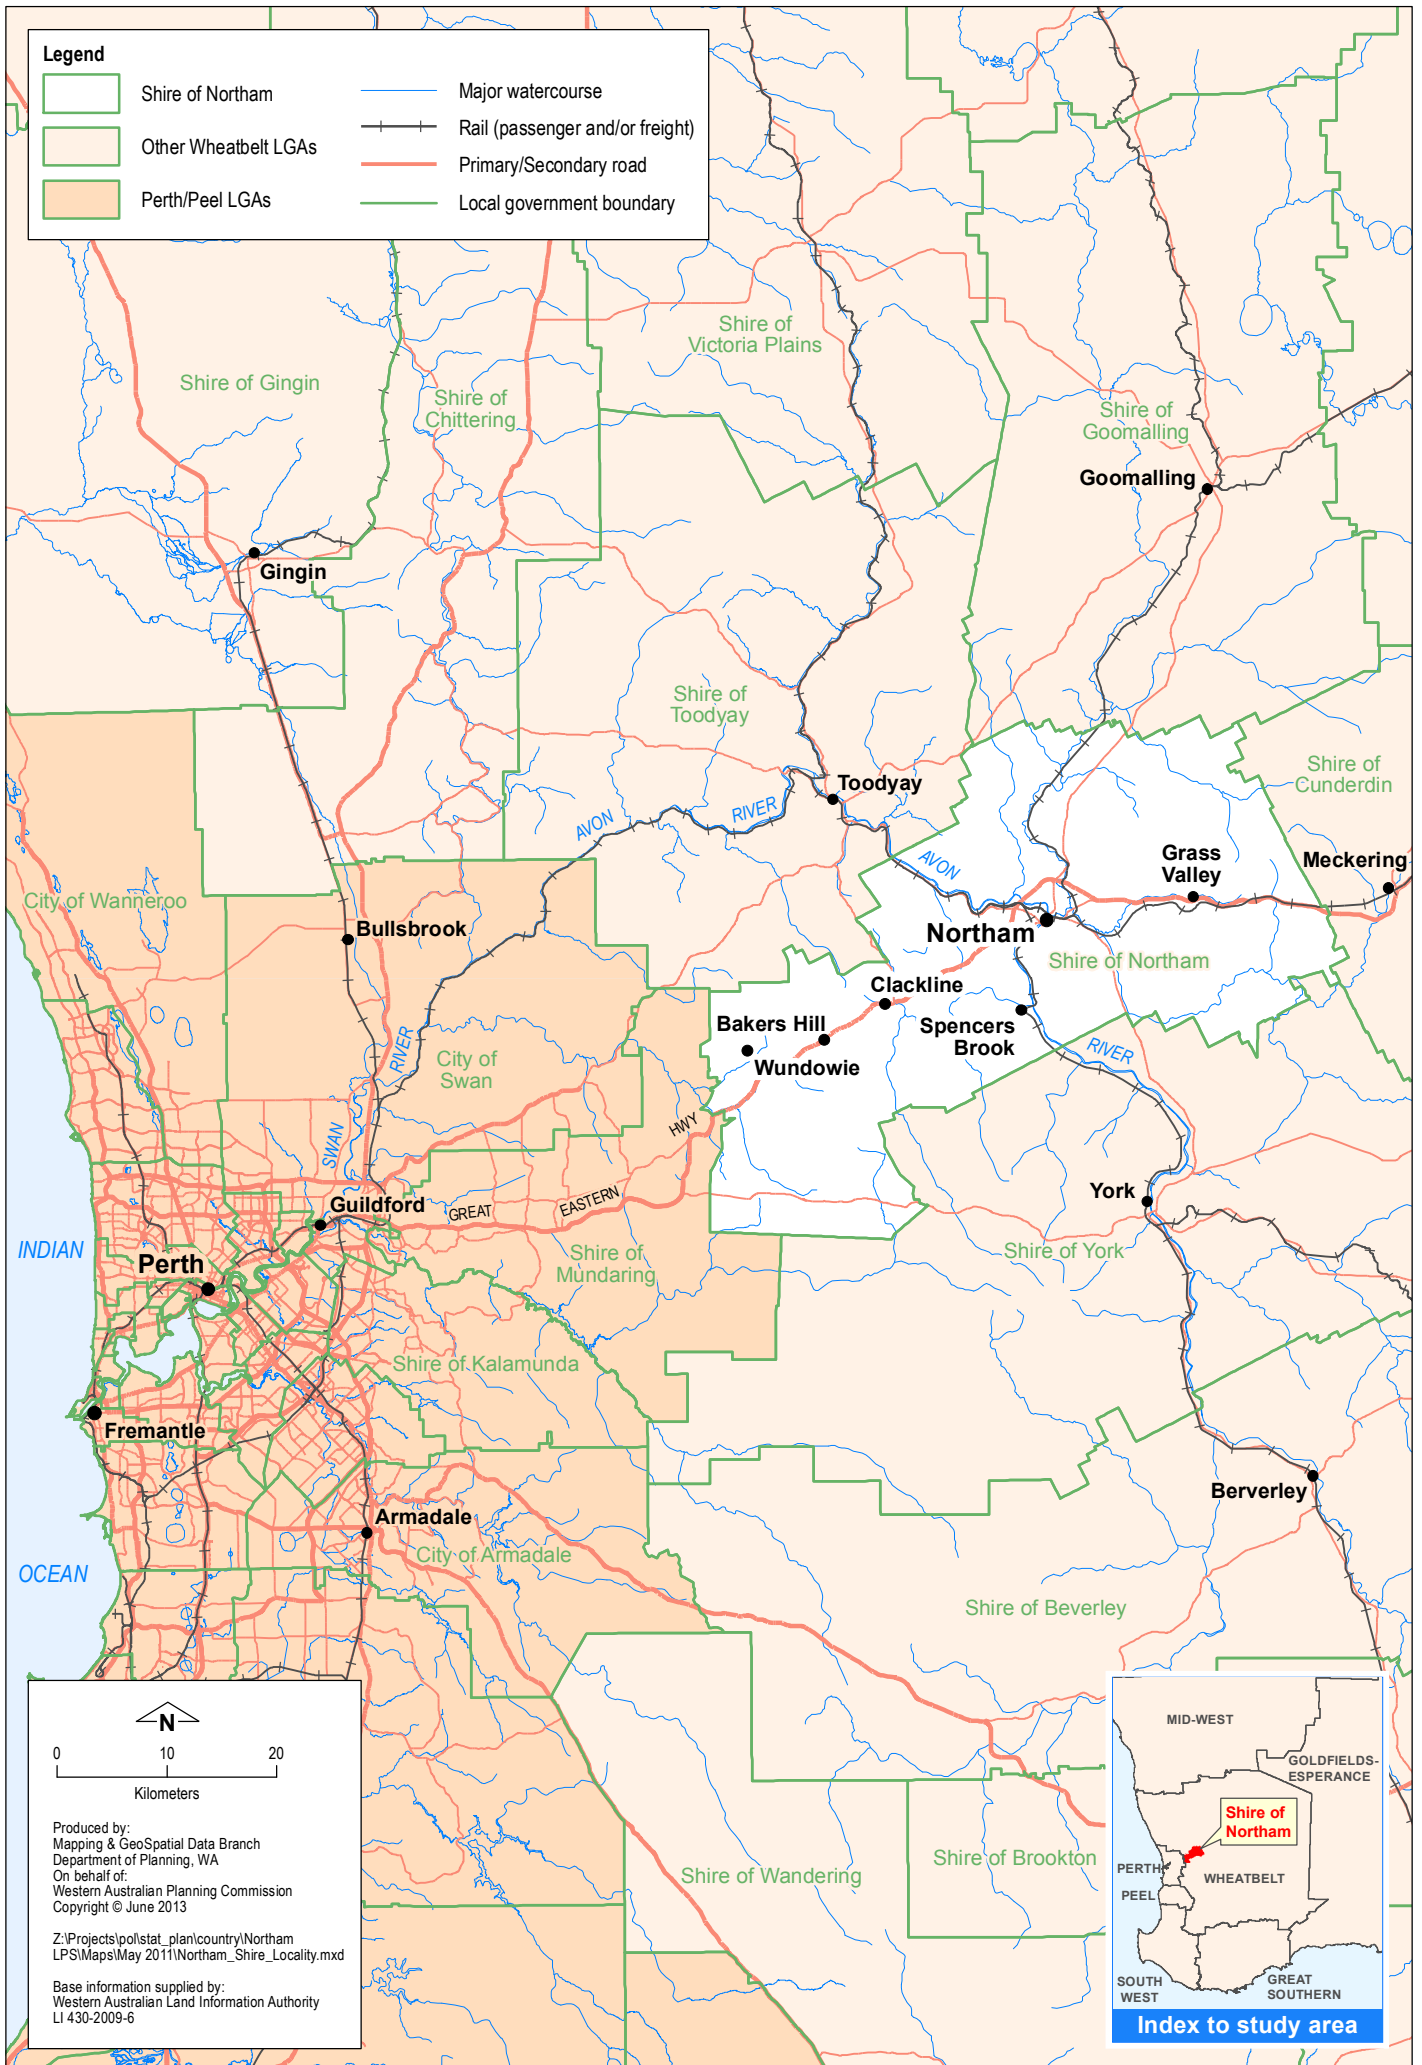 Legend
Shire of Northam
Other Wheatbelt LGAs
Perth/Peel LGAs
Major watercourse
Rail (passenger and/or freight)
Primary/Secondary road
Local government boundary
Shire of
Victoria Plains
Shire of Gingin
Shire of
Chittering
Shire of
Goomalling
Goomalling
Gingin
Shire of
Toodyay
Shire of
Cunderdin
Toodyay
AVON
RIVER
AVON
Grass
Valley
Meckering
City of Wanneroo
Bullsbrook
Northam
Shire of Northam
Clackline
Bakers Hill
Spencers
Brook
Wundowie
RIVER
RIVER
City of
Swan
HWY
SWAN
York
Guildford
GREAT
EASTERN
INDIAN
Perth
Shire of
Mundaring
Shire of York
Shire of Kalamunda
Fremantle
Berverley
Armadale
City of Armadale
OCEAN
Shire of Beverley
Shire of Wandering
Shire of Brookton
N
0 10 20
Kilometers
Produced by:
Mapping & GeoSpatial Data Branch
Department of Planning, WA
On behalf of:
Western Australian Planning Commission
Copyright © June 2013
Z:\Projects\pol\stat_plan\country\Northam
LPS\Maps\May 2011\Northam_Shire_Locality.mxd
Base information supplied by:
Western Australian Land Information Authority
LI 430-2009-6
MID-WEST
GOLDFIELDS-
ESPERANCE
Shire of
Northam
PERTH
WHEATBELT
PEEL
SOUTH
WEST
GREAT
SOUTHERN
Index to study area